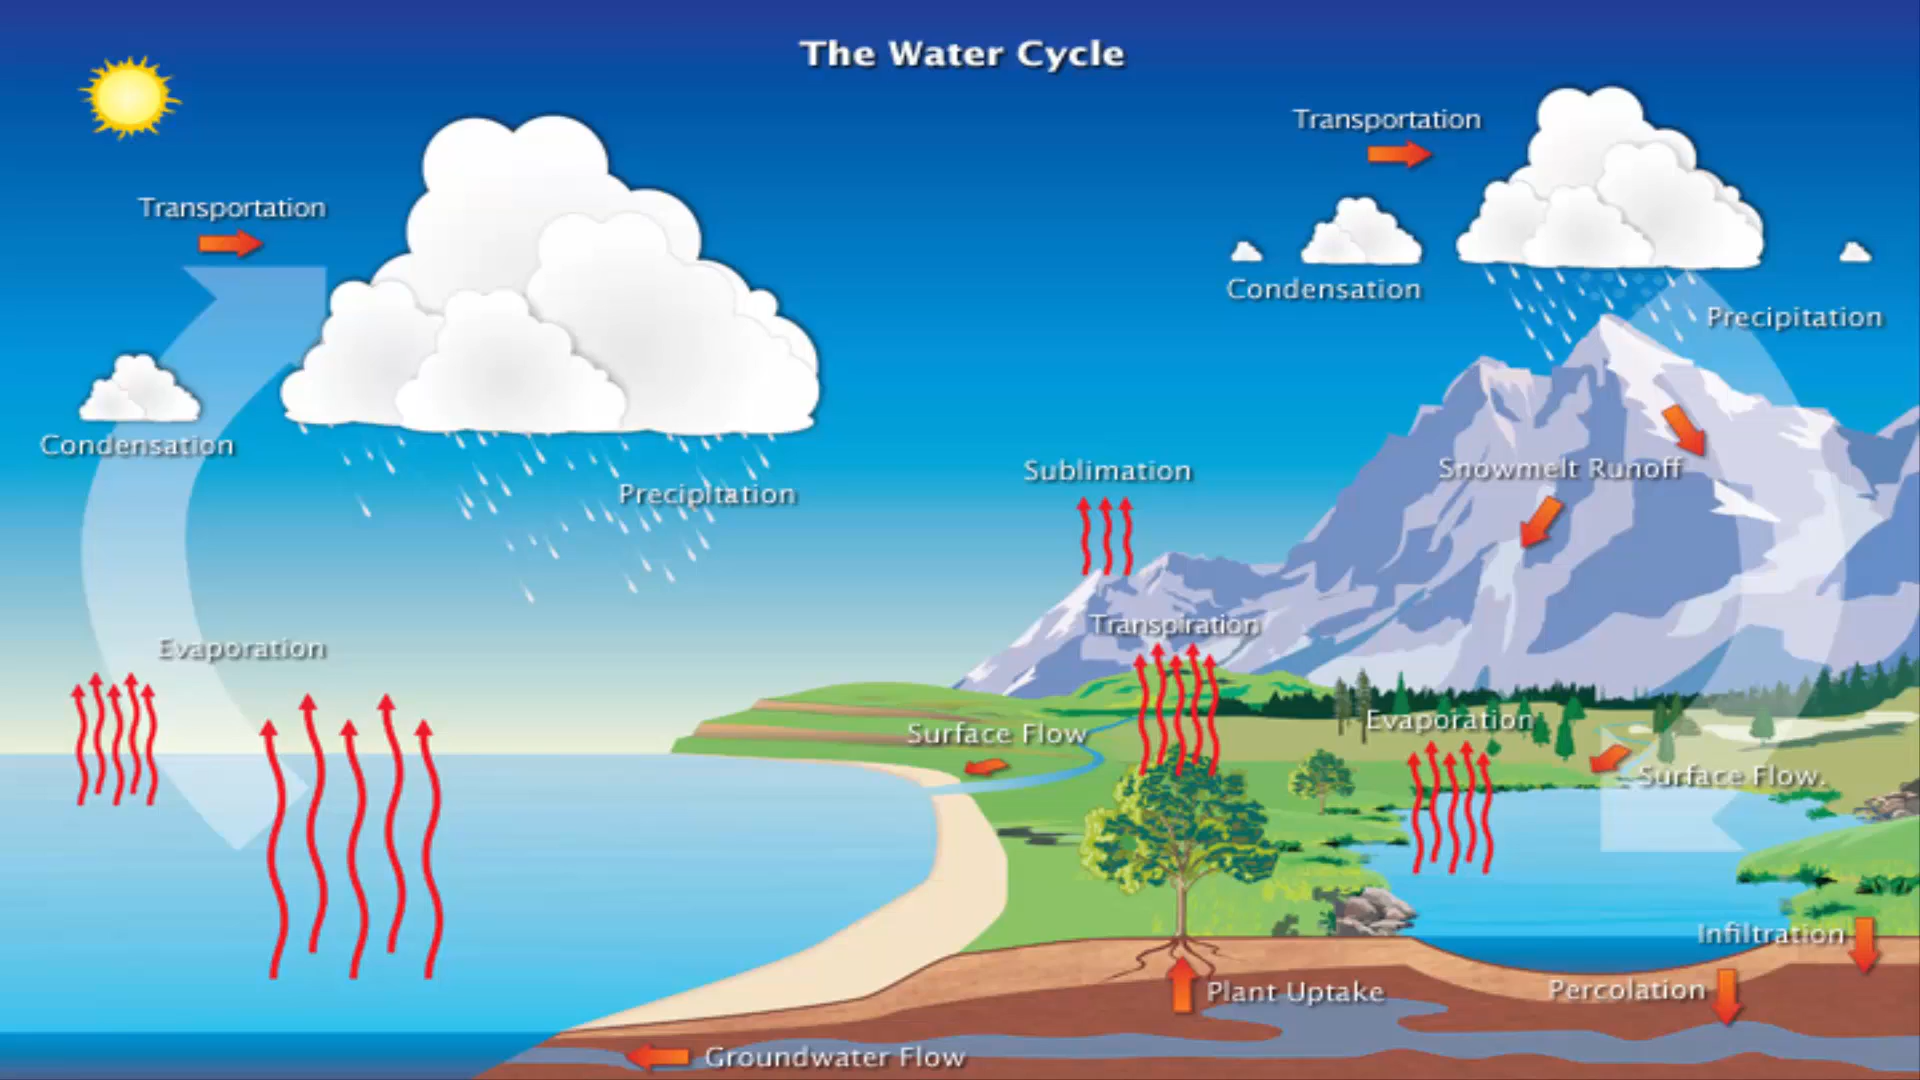 The Water Cycle
Transportation
Transportation
Condensation
Precipitation
Condensation
Precipitation
Sublimation
Snowmelt Runoff
Transpiration
Evaporation
Evaporation
Surface Flow
Surface Flow.
Infiltration
Plant Uptake
Percolation
Groundwater Flow